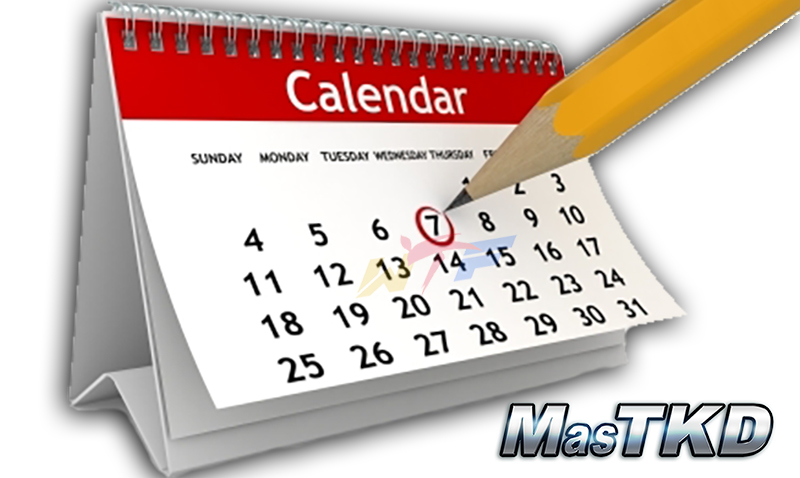 Calendar
SUNDAY MONDAY TUESDAY WEDNESDAY THURSDAY
1 2 3
4 5 6 7 8 9 10
11 12 13 14 15 16 17
18 19 20 21 22 23 24
25 26 27 28 29 30 31
MasTKD